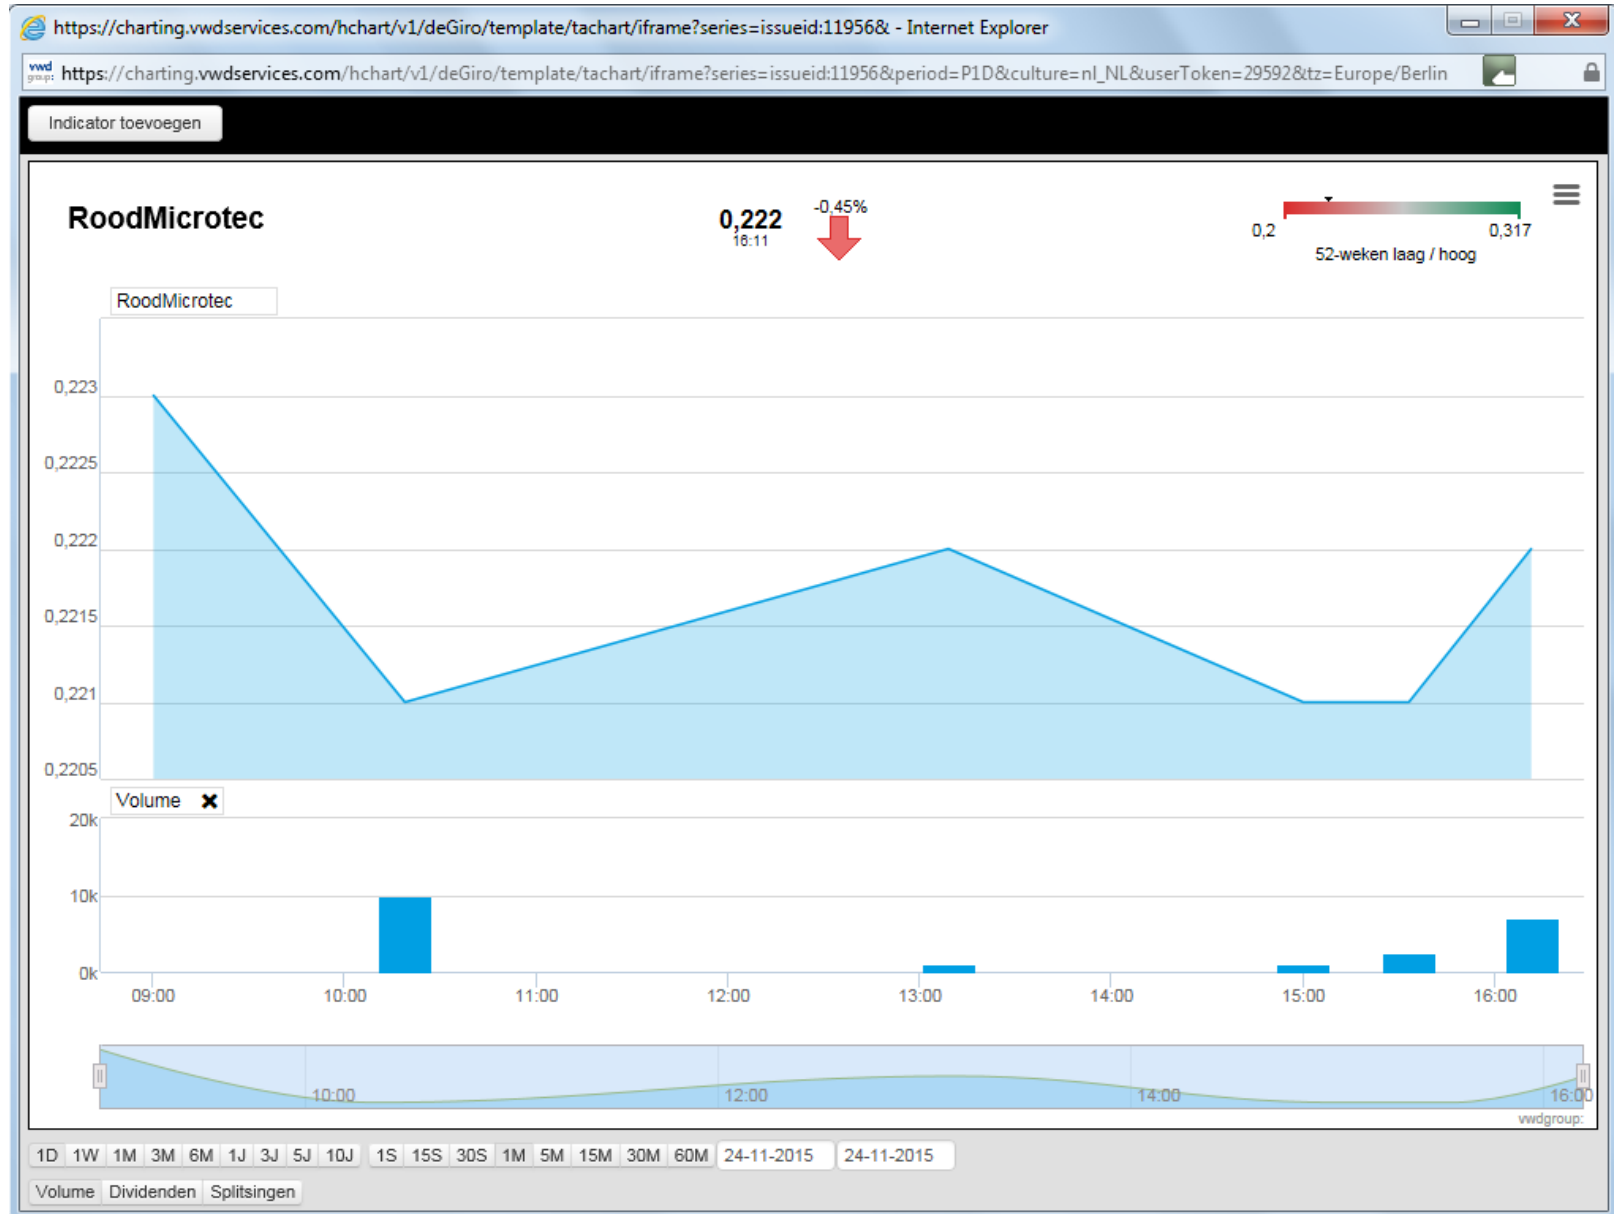 https://charting.vwdservices.com/hchart/v1/deGiro/template/tachart/iframe?series=issueid:11956& - Internet Explorer
vwd group: https://charting.vwdservices.com/hchart/v1/deGiro/template/tachart/iframe?series=issueid:11956&period=P1D&culture=nl_NL&userToken=29592&tz=Europe/Berlin
Indicator toevoegen
RoodMicrotec
0,222
16:11
-0,45%
0,2 0,317
52-weken laag / hoog
RoodMicrotec
0,223
0,2225
0,222
0,2215
0,221
0,2205
Volume
20k
10k
0k
09:00 10:00 11:00 12:00 13:00 14:00 15:00 16:00
10:00 12:00 14:00 16:00
vwdgroup:
1D 1W 1M 3M 6M 1J 3J 5J 10J 1S 15S 30S 1M 5M 15M 30M 60M 24-11-2015 24-11-2015
Volume Dividenden Splitsingen